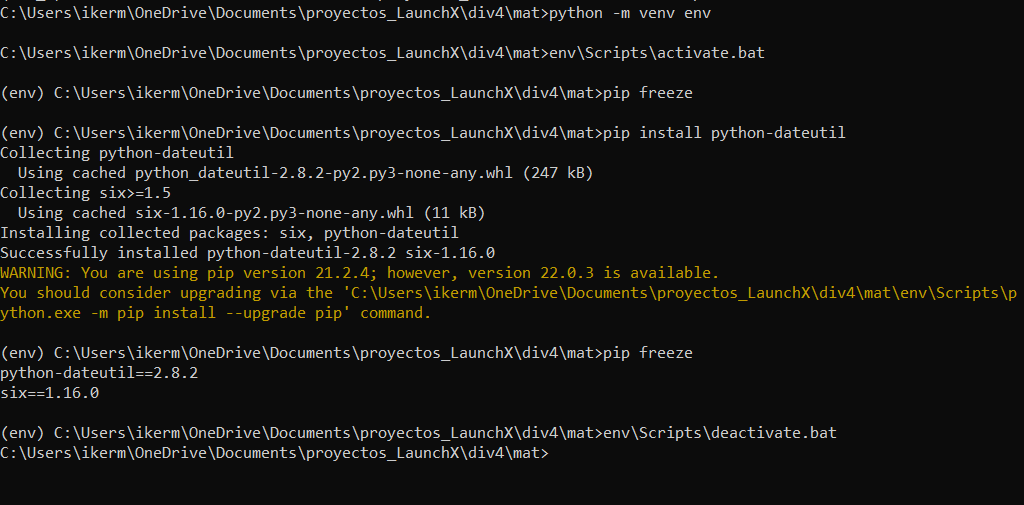 C:\Users\ikerm\OneDrive\Documents\proyectos_LaunchX\div4\mat>python -m venv env
C:\Users\ikerm\OneDrive\Documents\proyectos_LaunchX\div4\mat>env\Scripts\activate.bat
(env) C:\Users\ikerm\OneDrive\Documents\proyectos_LaunchX\div4\mat>pip freeze
(env) C:\Users\ikerm\OneDrive\Documents\proyectos_LaunchX\div4\mat>pip install python-dateutil
Collecting python-dateutil
  Using cached python_dateutil-2.8.2-py2.py3-none-any.whl (247 kB)
Collecting six>=1.5
  Using cached six-1.16.0-py2.py3-none-any.whl (11 kB)
Installing collected packages: six, python-dateutil
Successfully installed python-dateutil-2.8.2 six-1.16.0
WARNING: You are using pip version 21.2.4; however, version 22.0.3 is available.
You should consider upgrading via the 'C:\Users\ikerm\OneDrive\Documents\proyectos_LaunchX\div4\mat\env\Scripts\p
ython.exe -m pip install --upgrade pip' command.
(env) C:\Users\ikerm\OneDrive\Documents\proyectos_LaunchX\div4\mat>pip freeze
python-dateutil==2.8.2
six==1.16.0
(env) C:\Users\ikerm\OneDrive\Documents\proyectos_LaunchX\div4\mat>env\Scripts\deactivate.bat
C:\Users\ikerm\OneDrive\Documents\proyectos_LaunchX\div4\mat>